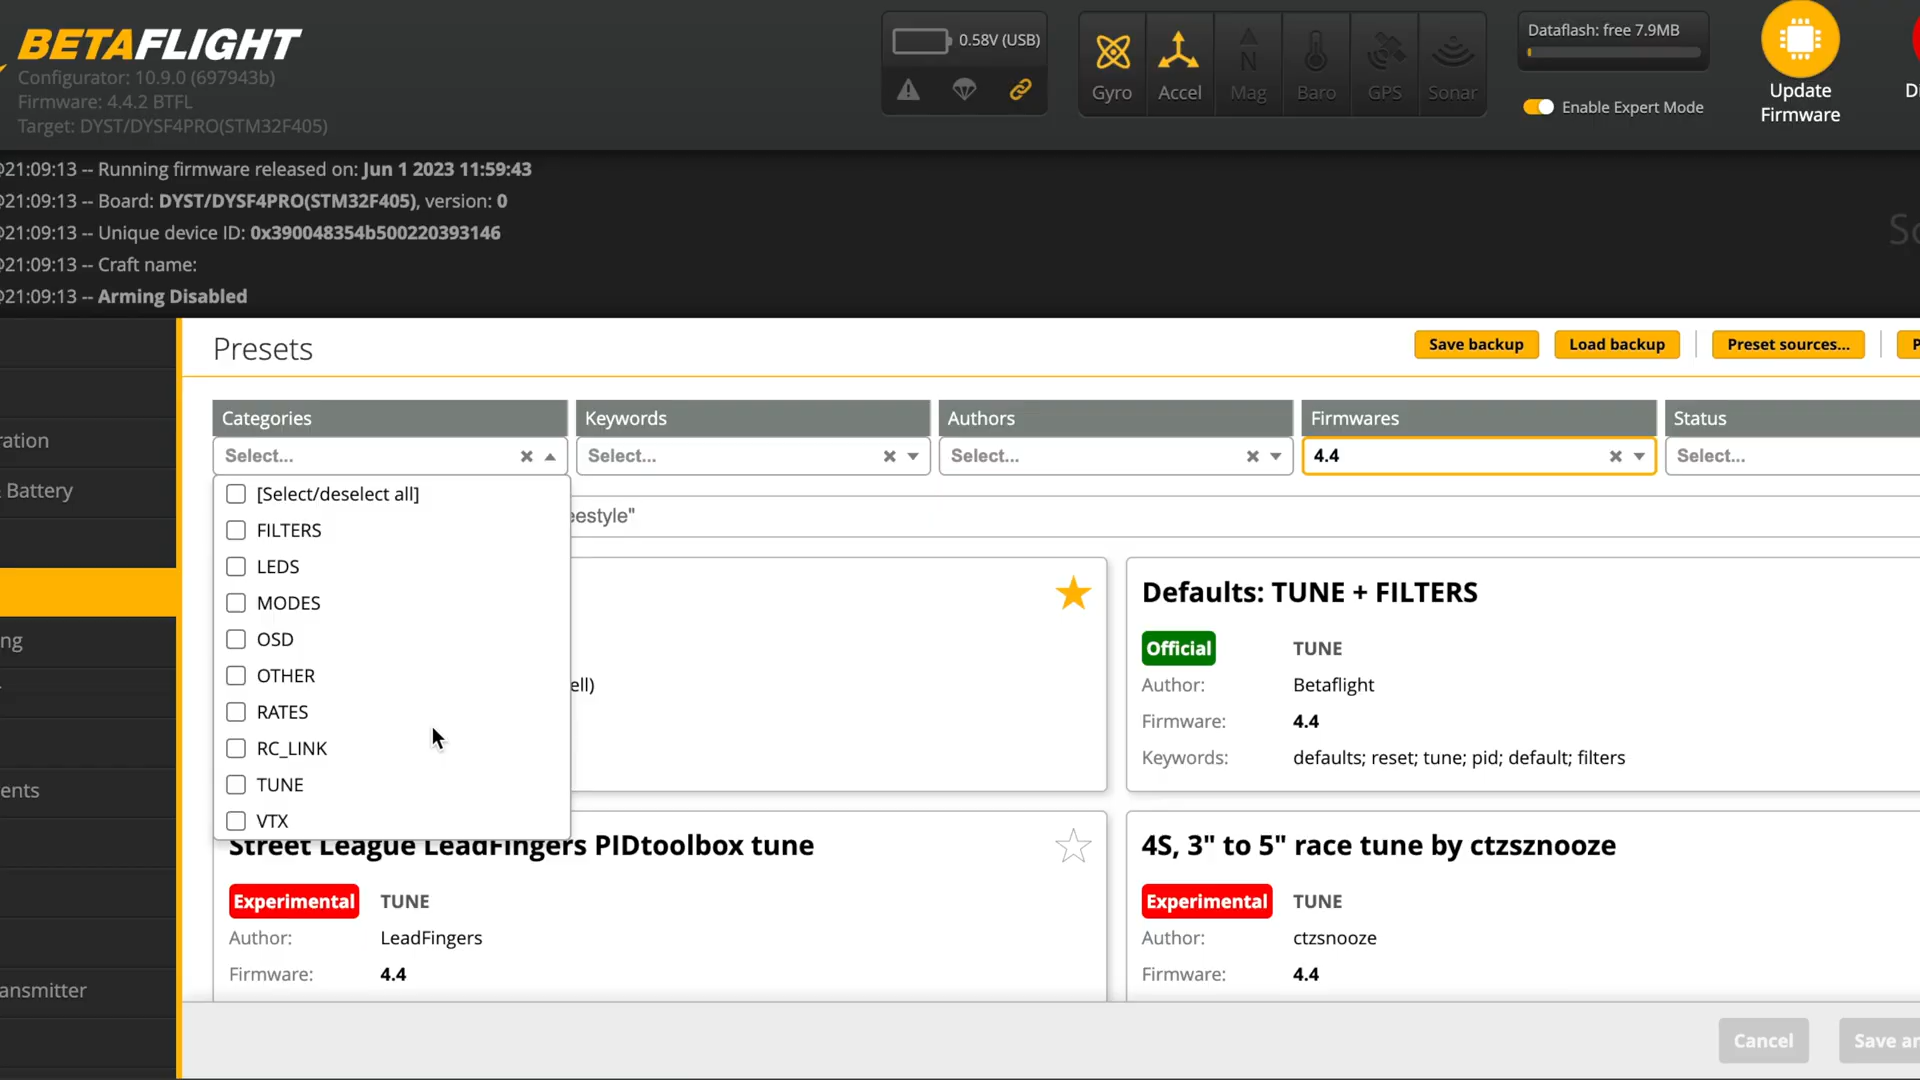 BETAFLIGHT
Configurator: 10.9.0 (697943b)
Firmware: 4.4.2 BTFL
Target: DYST/DYSF4PRO(STM32F405)
0.58V (USB)
Gyro
Accel
Mag
Baro
GPS
Sonar
Dataflash: free 7.9MB
Enable Expert Mode
Update
Firmware
21:09:13 -- Running firmware released on: Jun 1 2023 11:59:43
21:09:13 -- Board: DYST/DYSF4PRO(STM32F405), version: 0
21:09:13 -- Unique device ID: 0x390048354b500220393146
21:09:13 -- Craft name:
21:09:13 -- Arming Disabled
ration
Battery
ng
ents
ansmitter
Presets
Save backup
Load backup
Preset sources...
Categories
Keywords
Authors
Firmwares
Status
Select...
Select...
Select...
4.4
Select...
[Select/deselect all]
FILTERS
LEDS
MODES
OSD
OTHER
RATES
RC_LINK
TUNE
VTX
eestyle"
ell)
Defaults: TUNE + FILTERS
Official TUNE
Author: Betaflight
Firmware: 4.4
Keywords: defaults; reset; tune; pid; default; filters
Street League LeadFingers PIDtoolbox tune
Experimental TUNE
Author: LeadFingers
Firmware: 4.4
4S, 3" to 5" race tune by ctzsznooze
Experimental TUNE
Author: ctzsnooze
Firmware: 4.4
Cancel
Save an